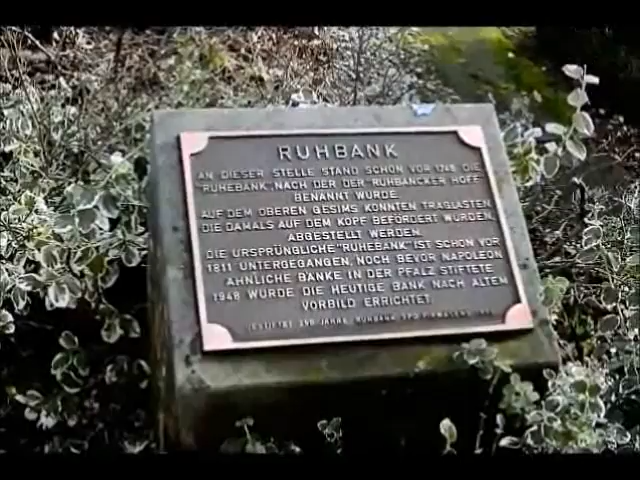 RUHBANK
AN DIESER STELLE STAND SCHON VOR 1748 DIE
"RUHEBANK", NACH DER DER "RUHBANCKER HOFF"
BENANNT WURDE.
AUF DEM OBEREN GESIMS KONNTEN TRAGLASTEN,
DIE DAMALS AUF DEM KOPF BEFÖRDERT WURDEN,
ABGESTELLT WERDEN.
DIE URSPRÜNGLICHE "RUHEBANK" IST SCHON VOR
1811 UNTERGEGANGEN, NOCH BEVOR NAPOLEON
ÄHNLICHE BÄNKE IN DER PFALZ STIFTETE.
1948 WURDE DIE HEUTIGE BANK NACH ALTEM
VORBILD ERRICHTET.
JAHRE RUHBANK